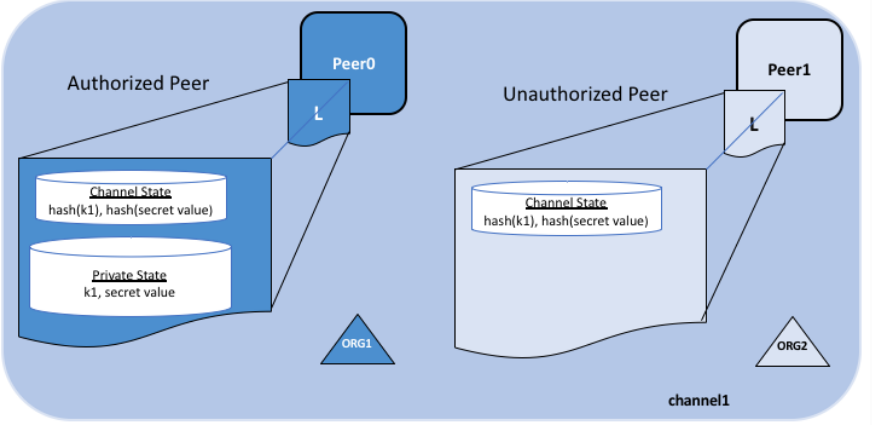 Authorized Peer
Peer0
L
Channel State
hash(k1), hash(secret value)
Private State
k1, secret value
ORG1
Unauthorized Peer
Peer1
L
Channel State
hash(k1), hash(secret value)
ORG2
channel1